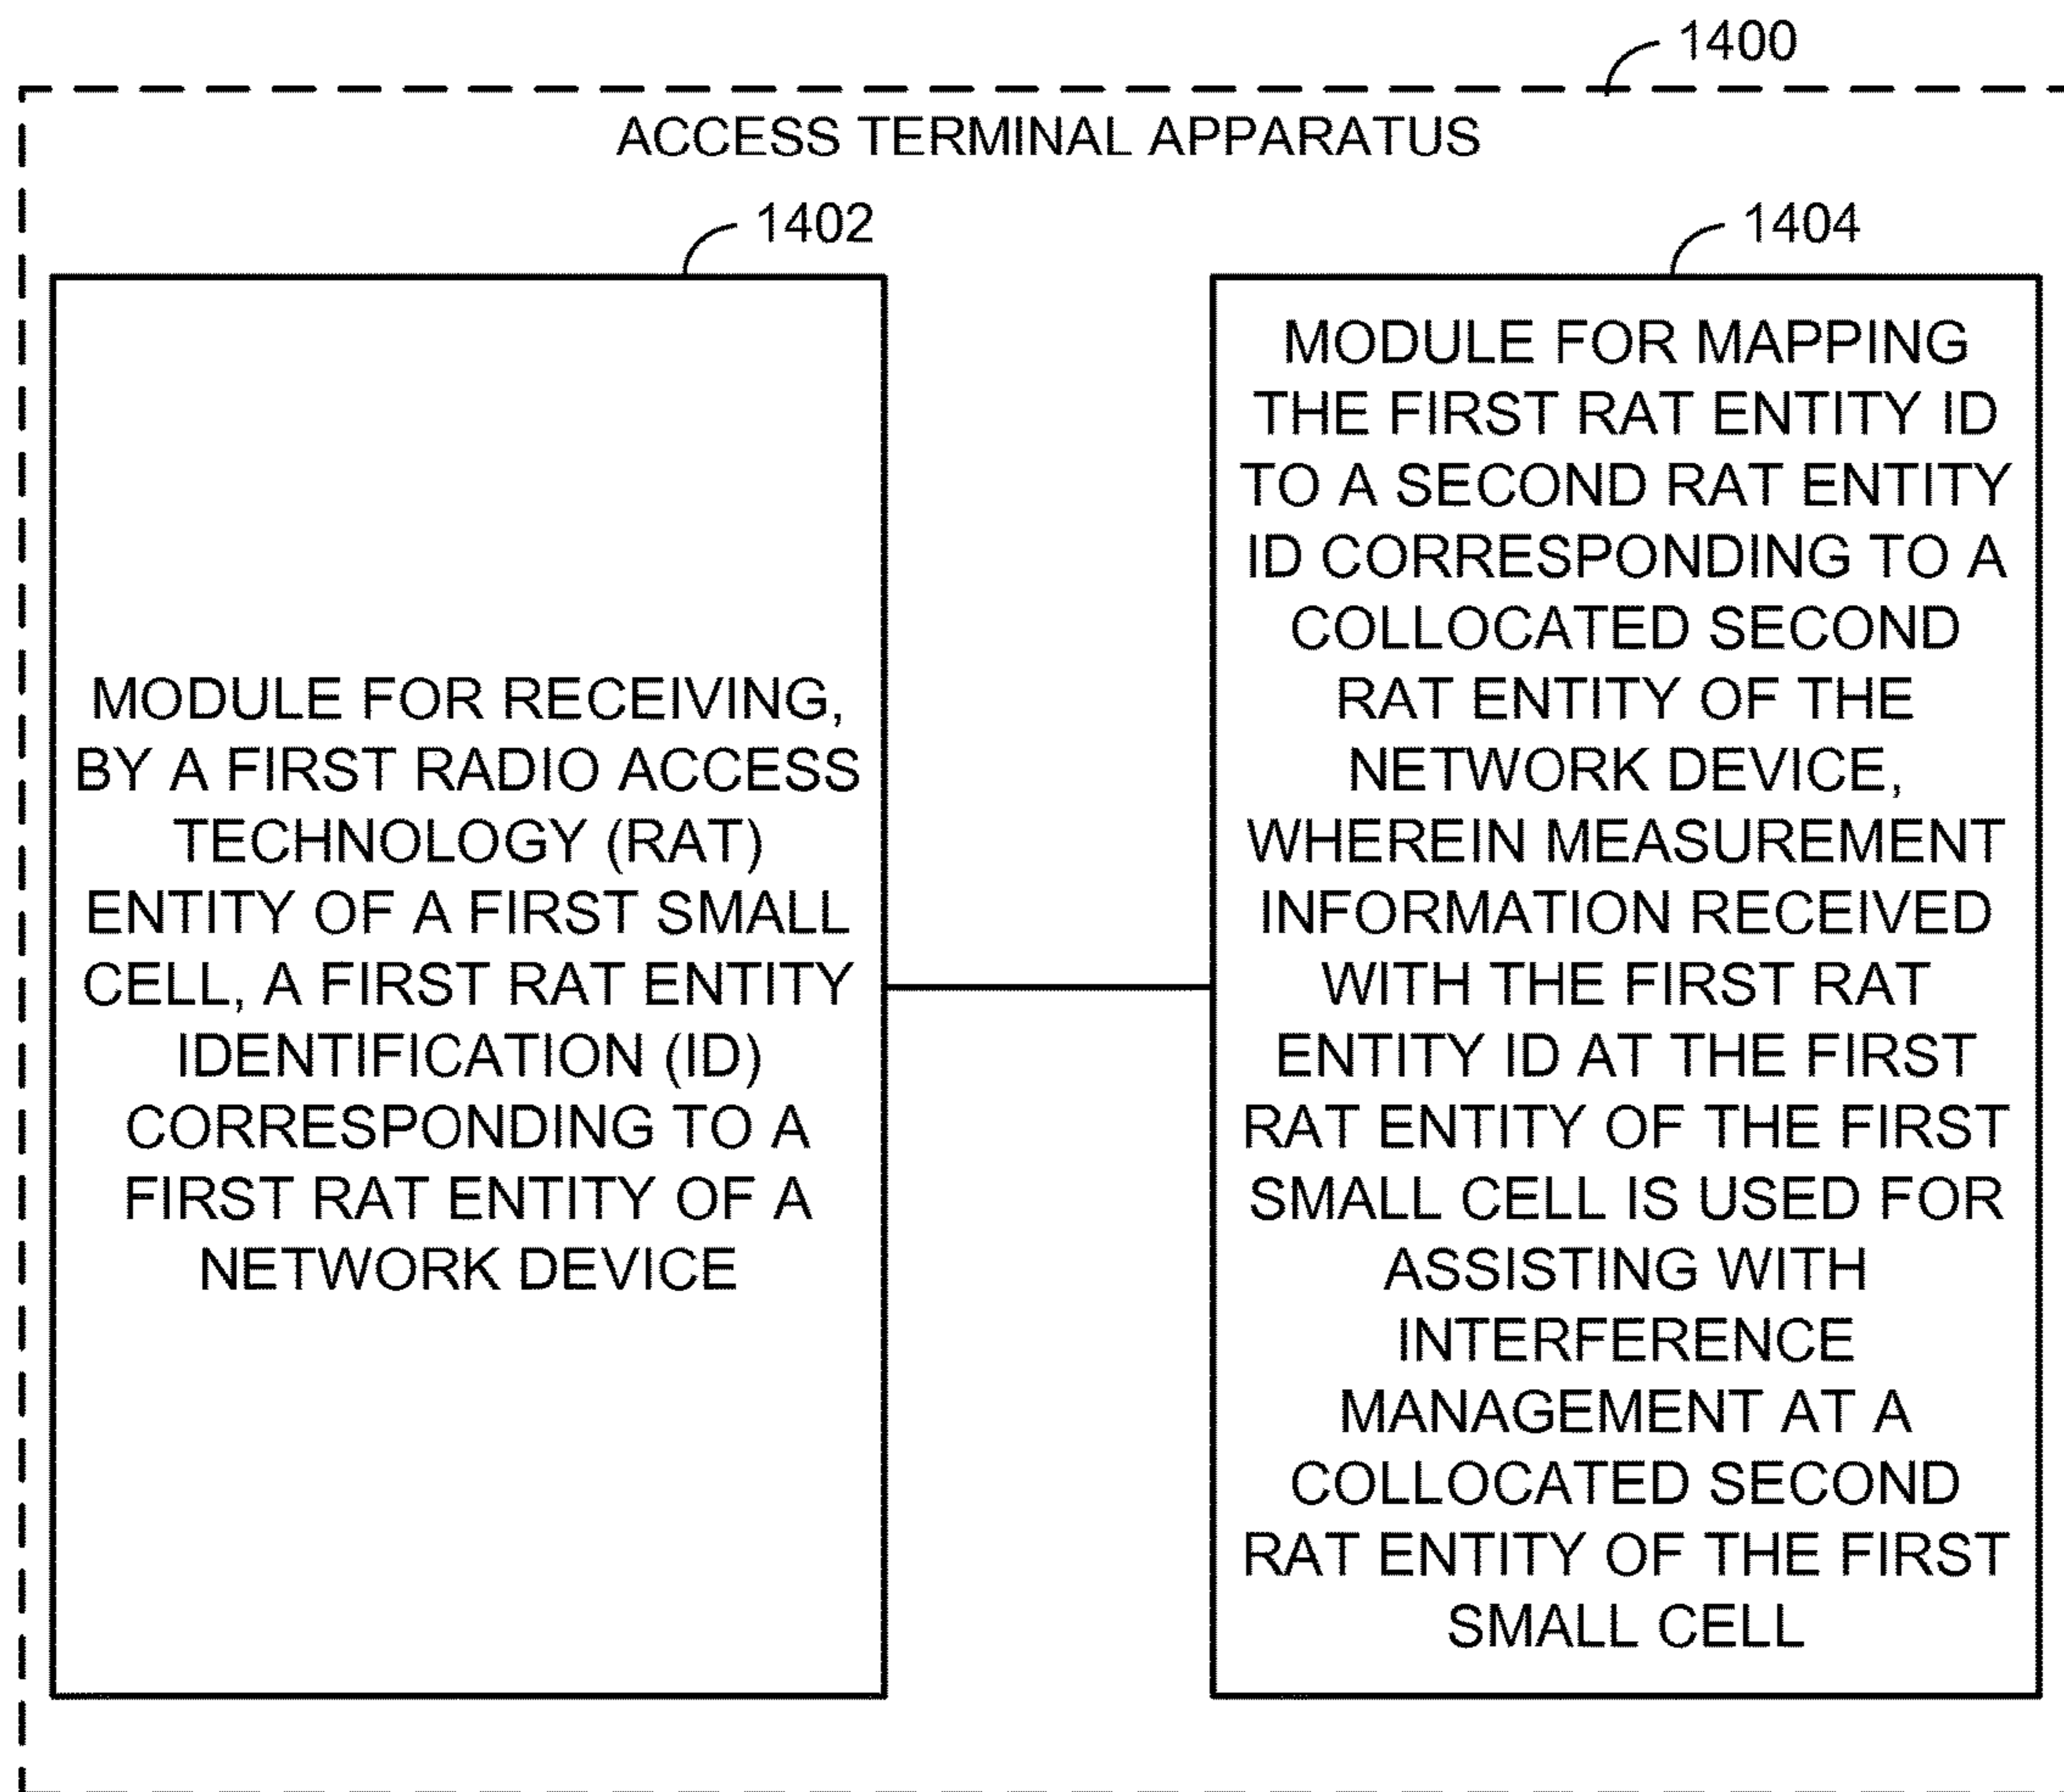 1400
ACCESS TERMINAL APPARATUS
1402
MODULE FOR RECEIVING,
BY A FIRST RADIO ACCESS
TECHNOLOGY (RAT)
ENTITY OF A FIRST SMALL
CELL, A FIRST RAT ENTITY
IDENTIFICATION (ID)
CORRESPONDING TO A
FIRST RAT ENTITY OF A
NETWORK DEVICE
1404
MODULE FOR MAPPING
THE FIRST RAT ENTITY ID
TO A SECOND RAT ENTITY
ID CORRESPONDING TO A
COLLOCATED SECOND
RAT ENTITY OF THE
NETWORK DEVICE,
WHEREIN MEASUREMENT
INFORMATION RECEIVED
WITH THE FIRST RAT
ENTITY ID AT THE FIRST
RAT ENTITY OF THE FIRST
SMALL CELL IS USED FOR
ASSISTING WITH
INTERFERENCE
MANAGEMENT AT A
COLLOCATED SECOND
RAT ENTITY OF THE FIRST
SMALL CELL